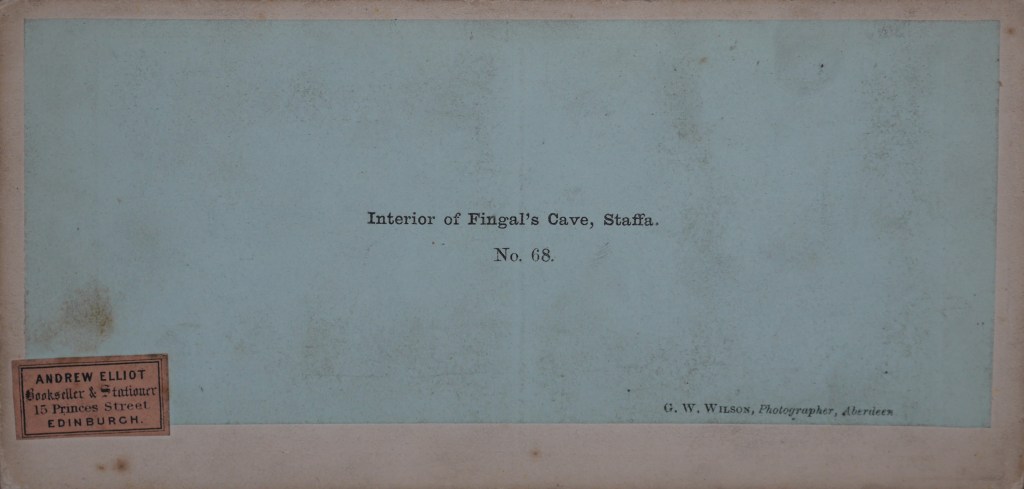 Interior of Fingal's Cave, Staffa.
No. 68.
ANDREW ELLIOT
Bookseller & Stationer
15 Princes Street
EDINBURGH.
G. W. WILSON, Photographer, Aberdeen